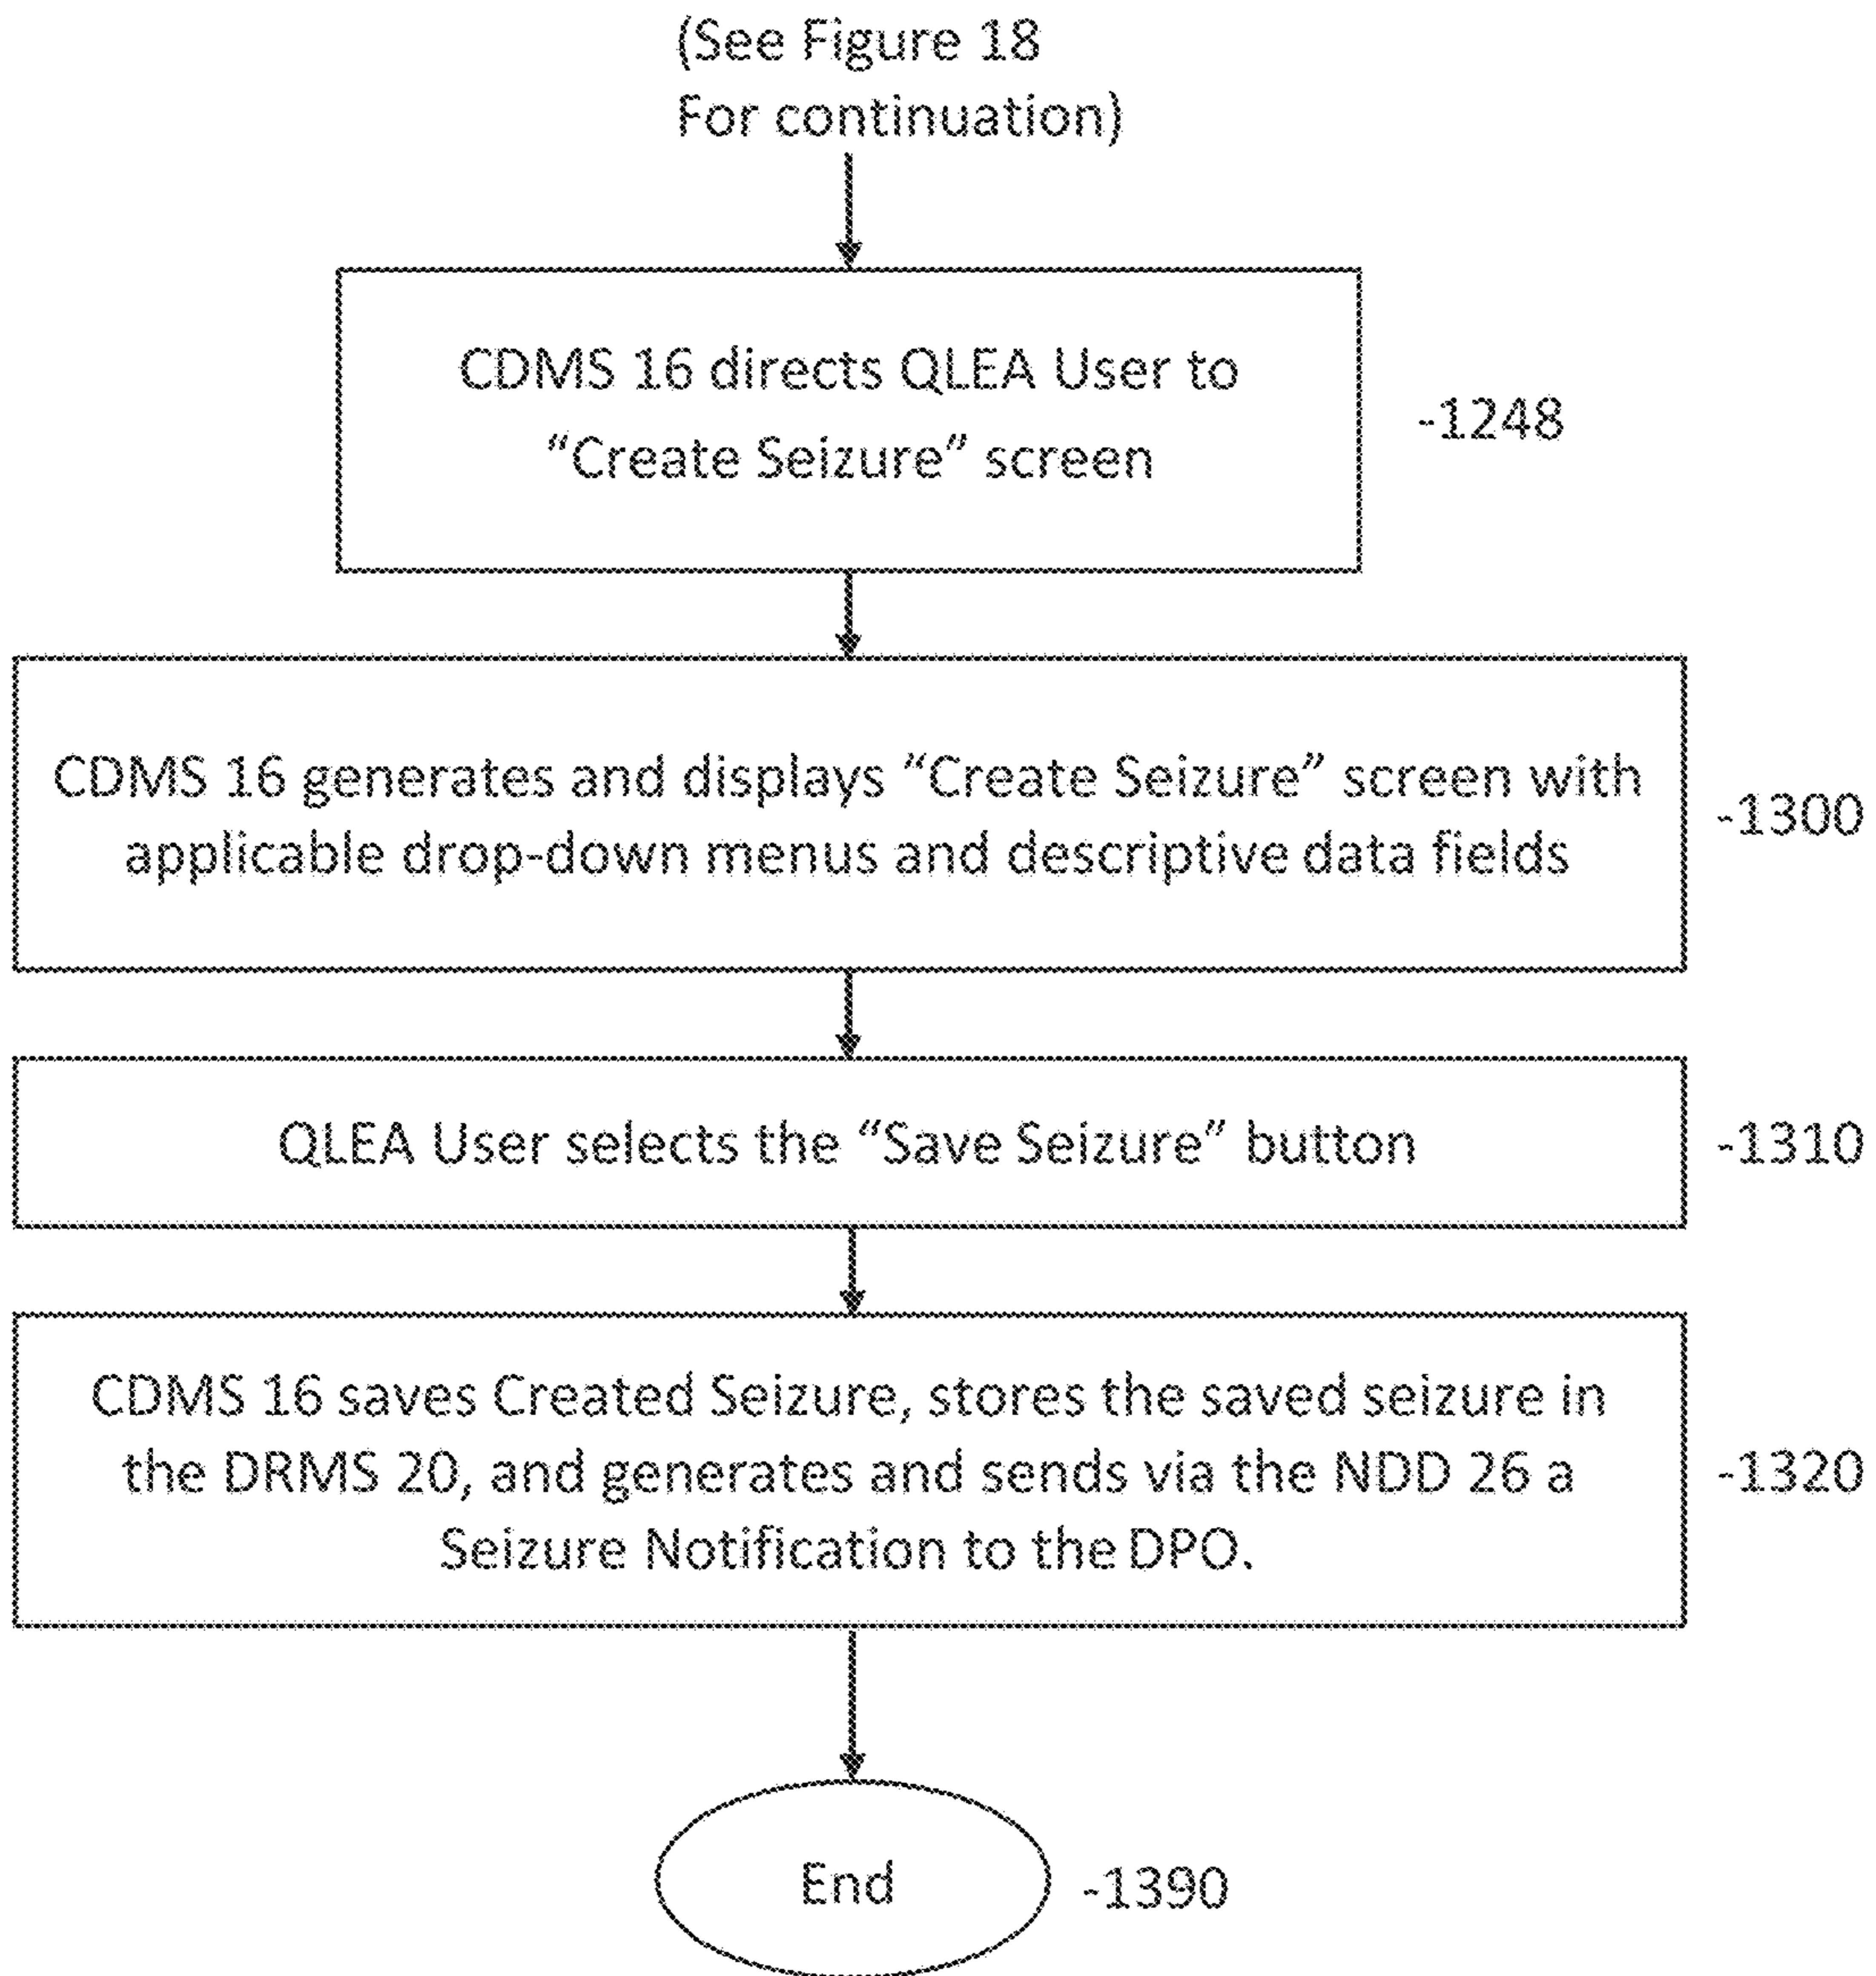 (See Figure 18
For continuation)
CDMS 16 directs QLEA User to
“Create Seizure” screen
-1248
CDMS 16 generates and displays “Create Seizure” screen with
applicable drop-down menus and descriptive data fields
-1300
QLEA User selects the “Save Seizure” button
-1310
CDMS 16 saves Created Seizure, stores the saved seizure in
the DRMS 20, and generates and sends via the NDD 26 a
Seizure Notification to the DPO.
-1320
End
-1390